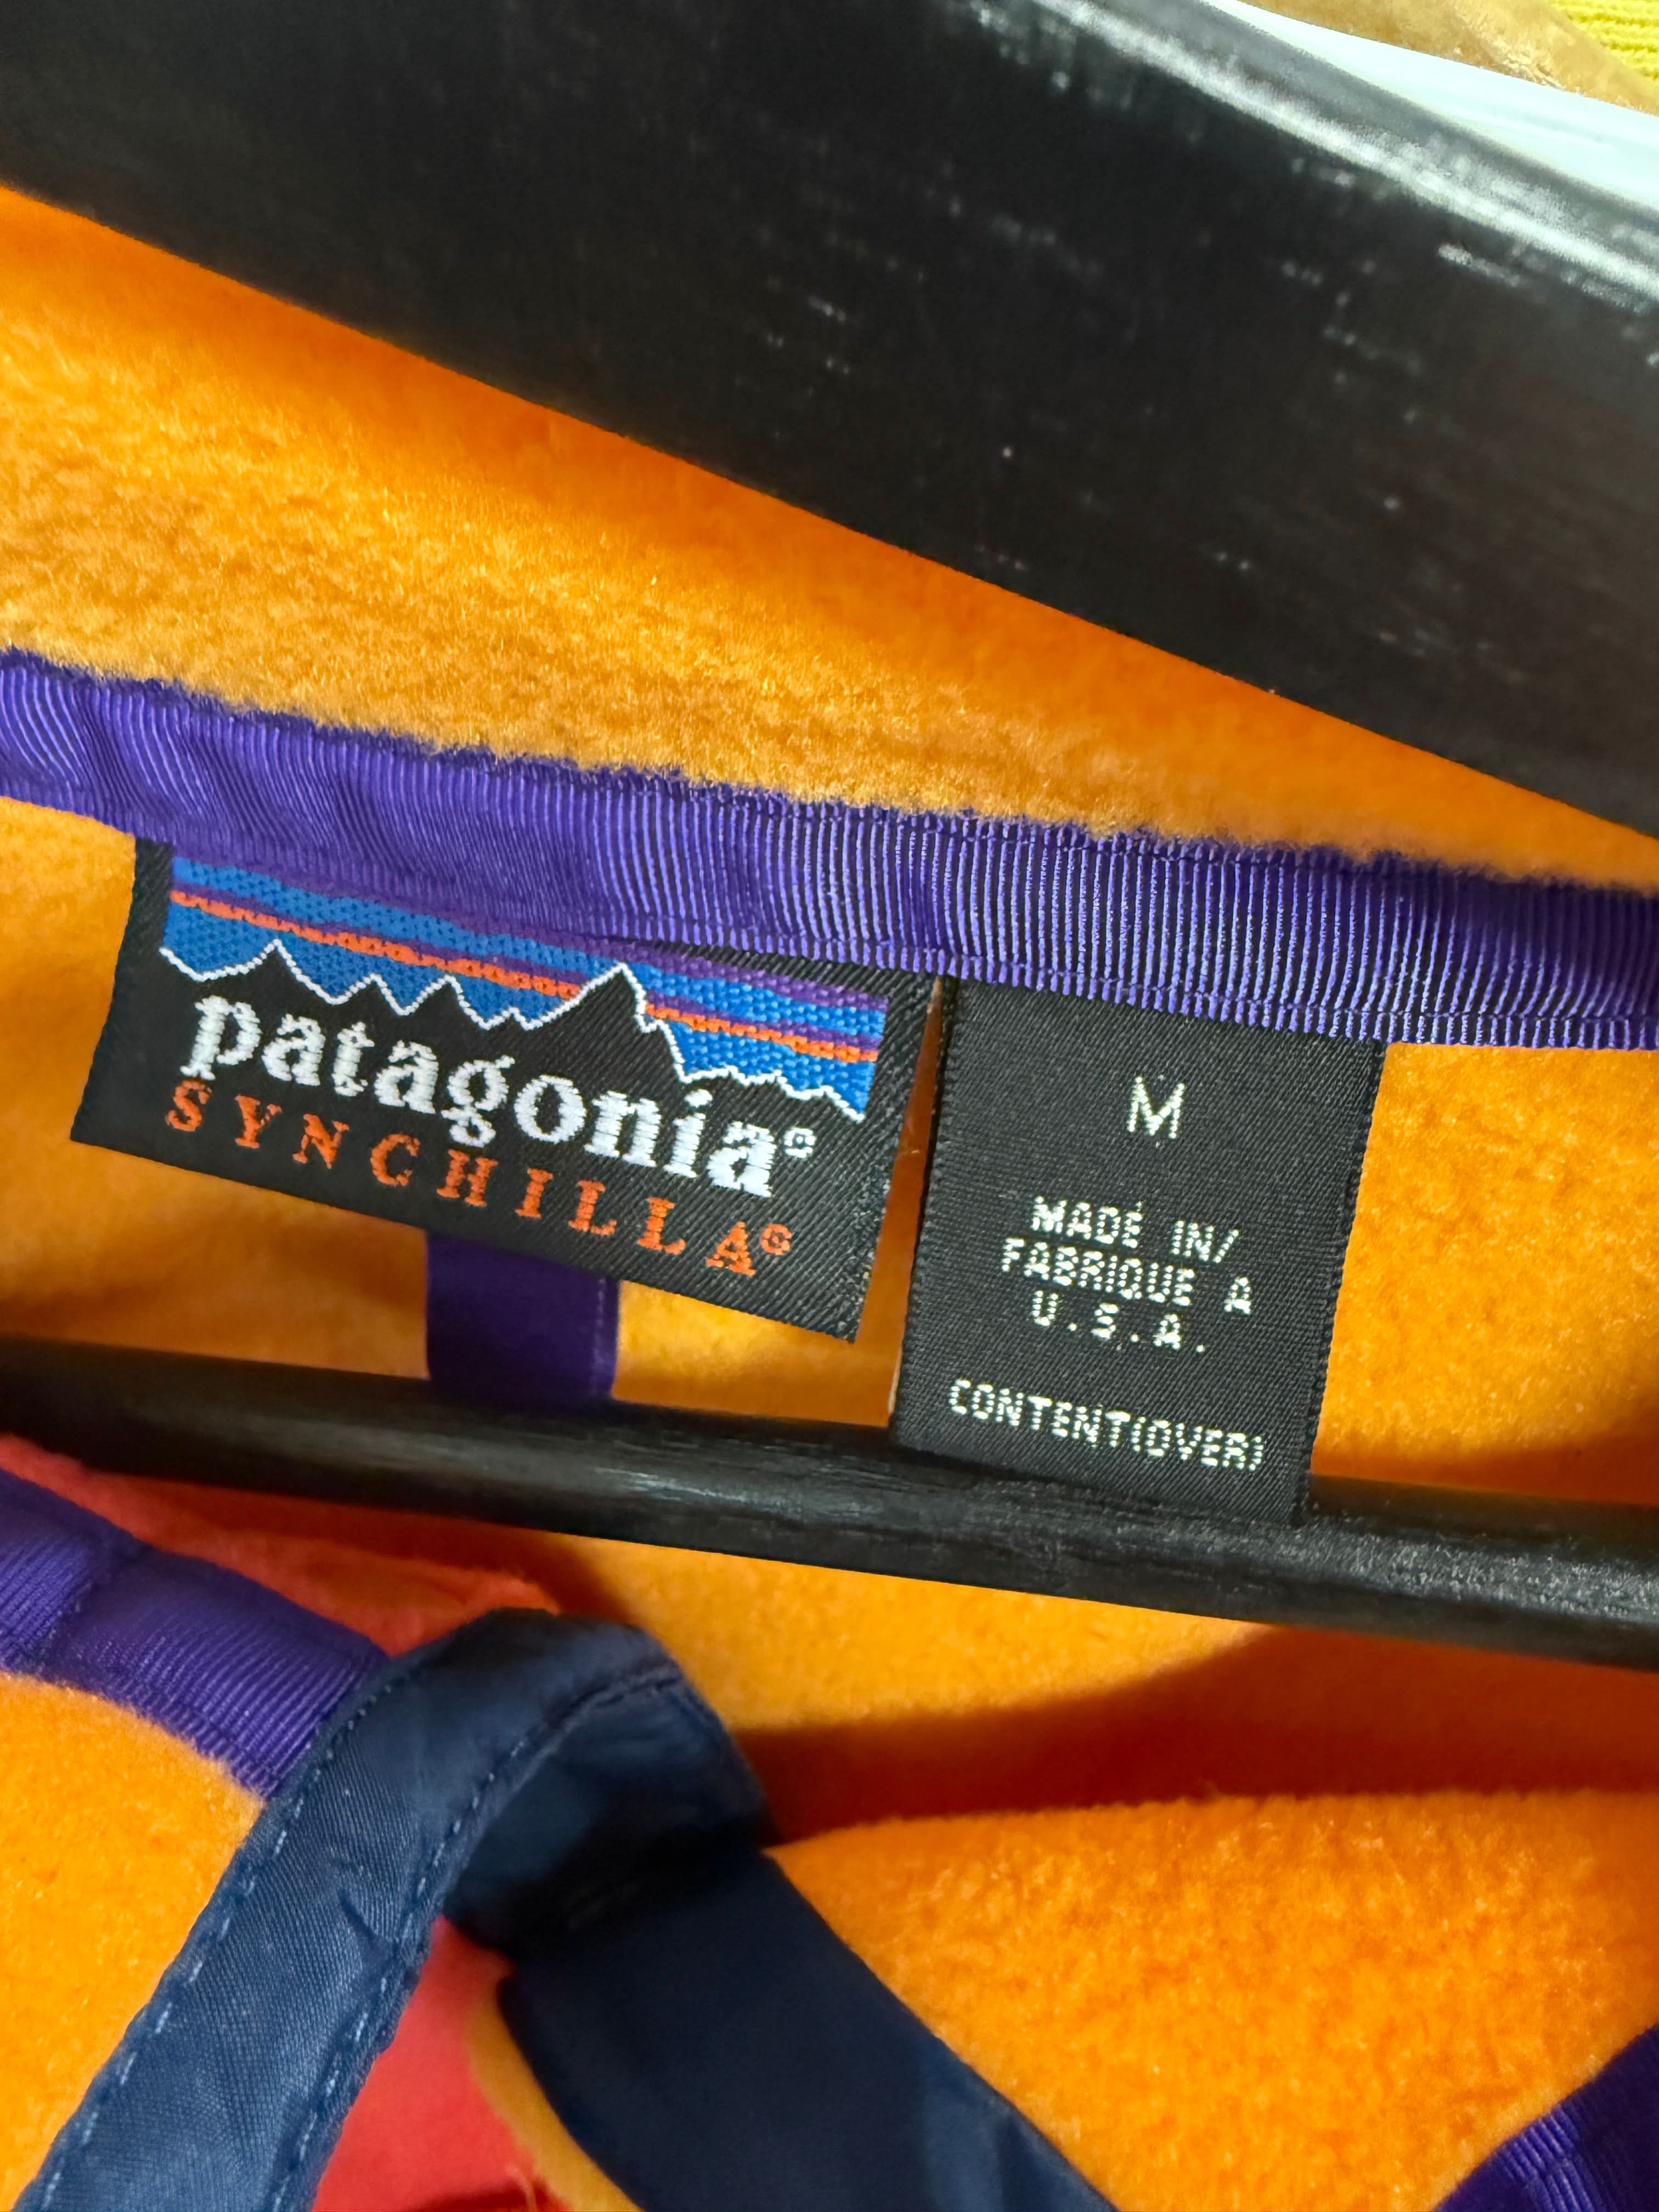 patagonia®
SYNCHILLA®
M
MADE IN/
FABRIQUE A
U.S.A.
CONTENT(OVER)